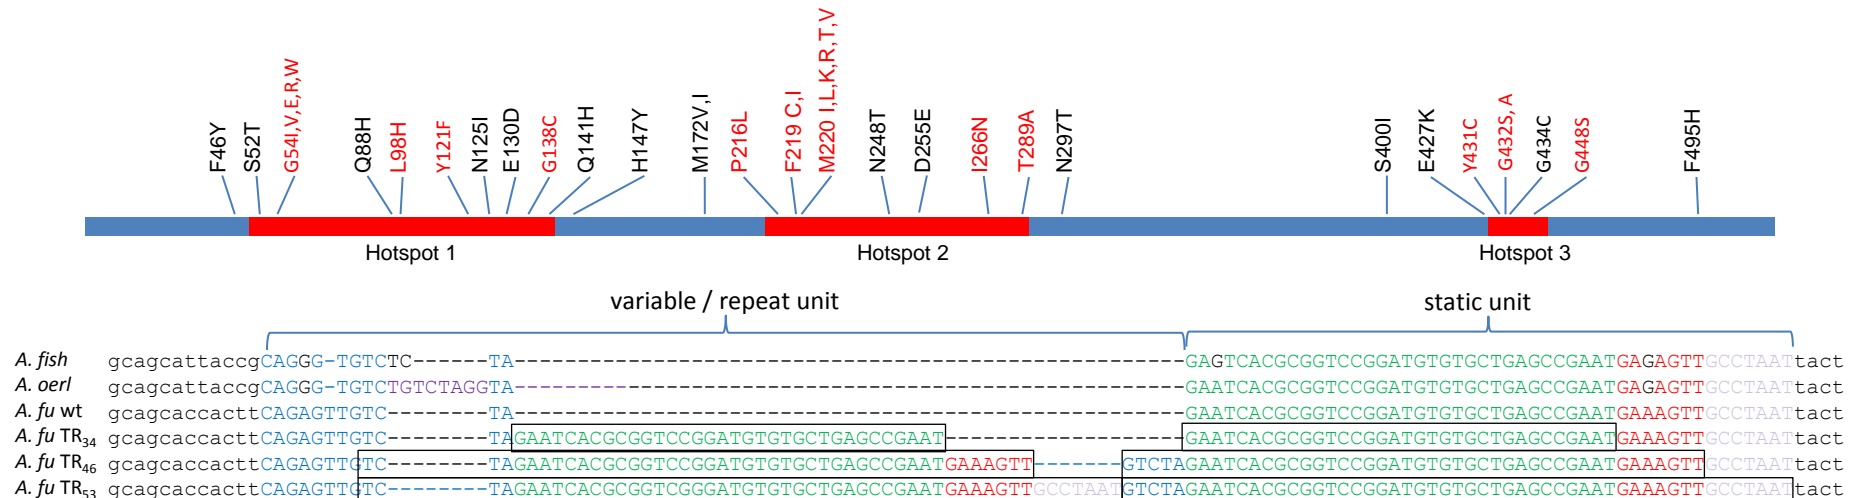 F46Y
S52T
G54I,V,E,R,W
Q88H
L98H
Y121F
N125I
E130D
G138C
Q141H
H147Y
M172V,I
P216L
F219 C,I
M220 I,L,K,R,T,V
N248T
D255E
I266N
T289A
N297T
S400I
E427K
Y431C
G432S, A
G434C
G448S
F495H
Hotspot 1
Hotspot 2
Hotspot 3
variable / repeat unit
static unit
A. fish gcagcattaccgCAGGG-TGTCTC------TA-----------------------------------------------------GAGTCACGCGGTCCGGATGTGTGCTGAGCCGAATGAGAGTTGCCTAATtact
A. oerl gcagcattaccgCAGGG-TGTCTGTCTAGGTA-----------------------------------------------------GAATCACGCGGTCCGGATGTGTGCTGAGCCGAATGAGAGTTGCCTAATtact
A. fu wt gcagcaccacttCAGAGTTGTC--------TA-----------------------------------------------------GAATCACGCGGTCCGGATGTGTGCTGAGCCGAATGAAAGTTGCCTAATtact
A. fu TR34 gcagcaccacttCAGAGTTGTC--------TAGAATCACGCGGTCCGGATGTGTGCTGAGCCGAAT-------------------GAATCACGCGGTCCGGATGTGTGCTGAGCCGAATGAAAGTTGCCTAATtact
A. fu TR46 gcagcaccacttCAGAGTTGTC--------TAGAATCACGCGGTCCGGATGTGTGCTGAGCCGAATGAAAGTT-------GTCTAGAATCACGCGGTCCGGATGTGTGCTGAGCCGAATGAAAGTTGCCTAATtact
A. fu TR53 gcagcaccacttCAGAGTTGTC--------TAGAATCACGCGGTCGGGATGTGTGCTGAGCCGAATGAAAGTTGCCTAATGTCTAGAATCACGCGGTCCGGATGTGTGCTGAGCCGAATGAAAGTTGCCTAATtact